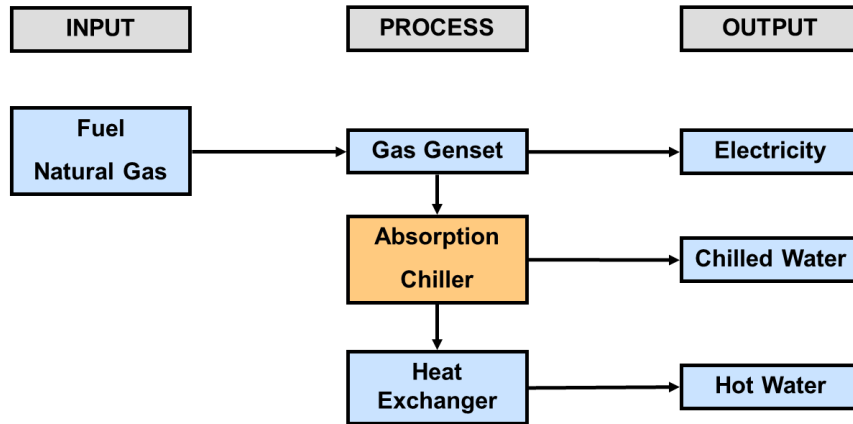 INPUT
PROCESS
OUTPUT
Fuel
Natural Gas
Gas Genset
Electricity
Absorption
Chiller
Chilled Water
Heat
Exchanger
Hot Water